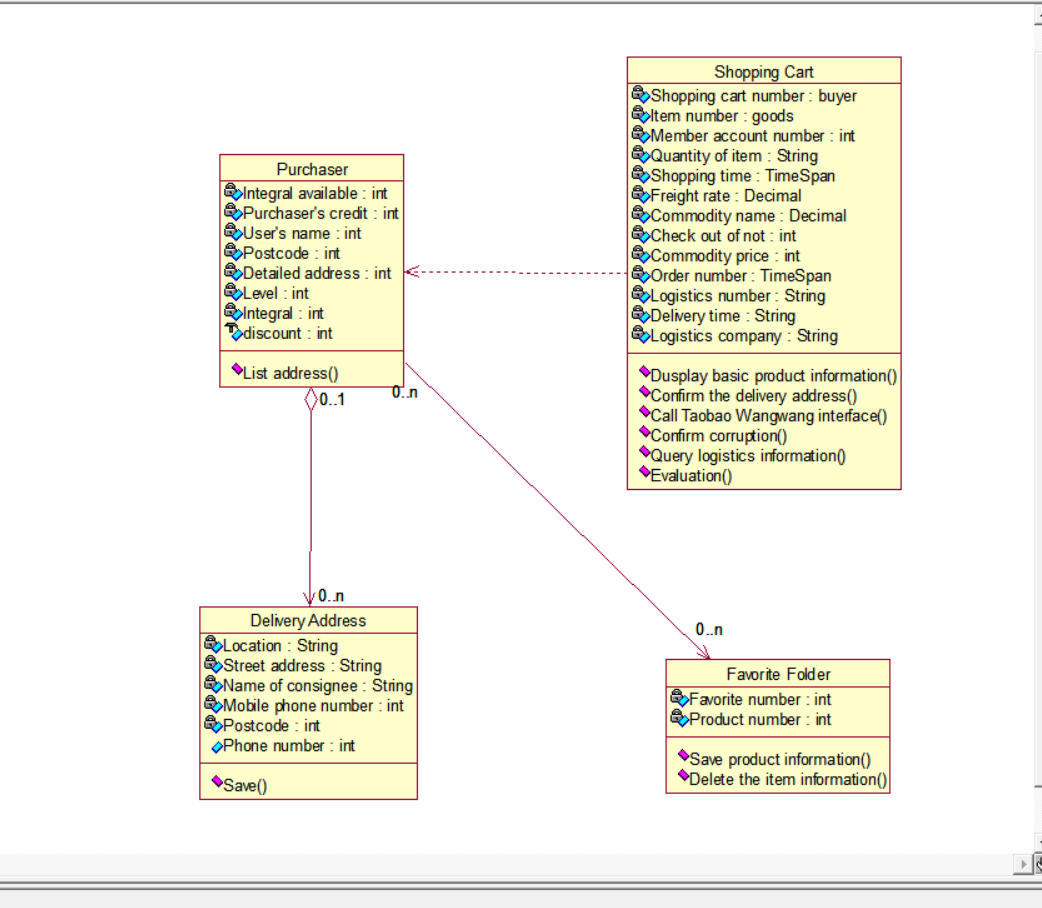 Shopping Cart
Shopping cart number : buyer
Item number : goods
Member account number : int
Quantity of item : String
Shopping time : TimeSpan
Freight rate : Decimal
Commodity name : Decimal
Check out of not : int
Commodity price : int
Order number : TimeSpan
Logistics number : String
Delivery time : String
Logistics company : String
Dusplay basic product information()
Confirm the delivery address()
Call Taobao Wangwang interface()
Confirm corruption()
Query logistics information()
Evaluation()
Purchaser
Integral available : int
Purchaser's credit : int
User's name : int
Postcode : int
Detailed address : int
Level : int
Integral : int
discount : int
List address()
0..1
0..n
0..n
0..n
Delivery Address
Location : String
Street address : String
Name of consignee : String
Mobile phone number : int
Postcode : int
Phone number : int
Save()
Favorite Folder
Favorite number : int
Product number : int
Save product information()
Delete the item information()